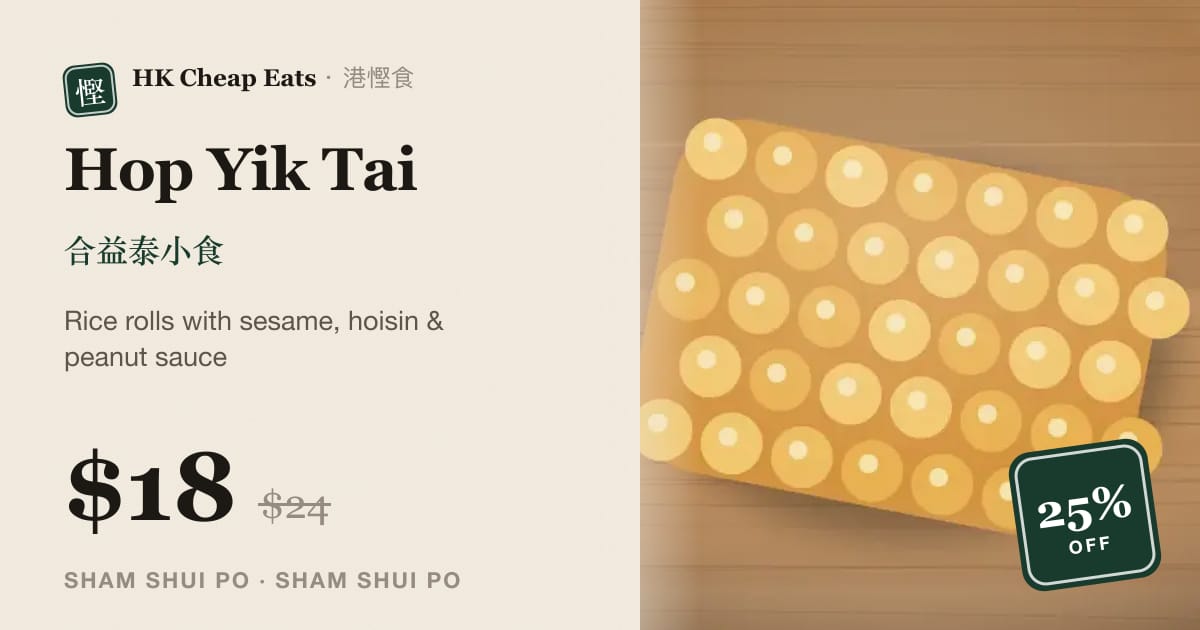 慳
HK Cheap Eats · 港慳食
Hop Yik Tai
合益泰小食
Rice rolls with sesame, hoisin &
peanut sauce
$18 $24
SHAM SHUI PO · SHAM SHUI PO
25%
OFF